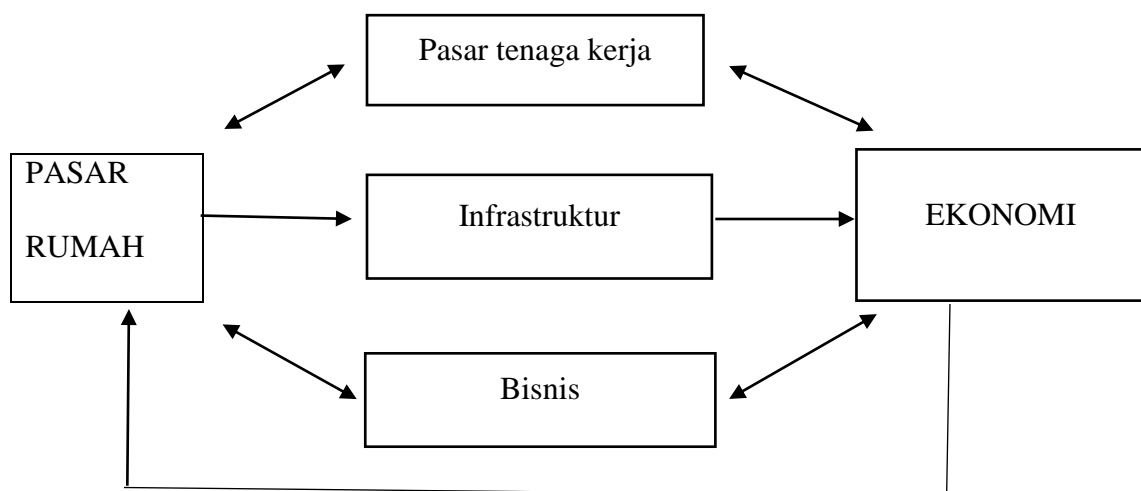 Pasar tenaga kerja
PASAR
RUMAH
Infrastruktur
EKONOMI
Bisnis